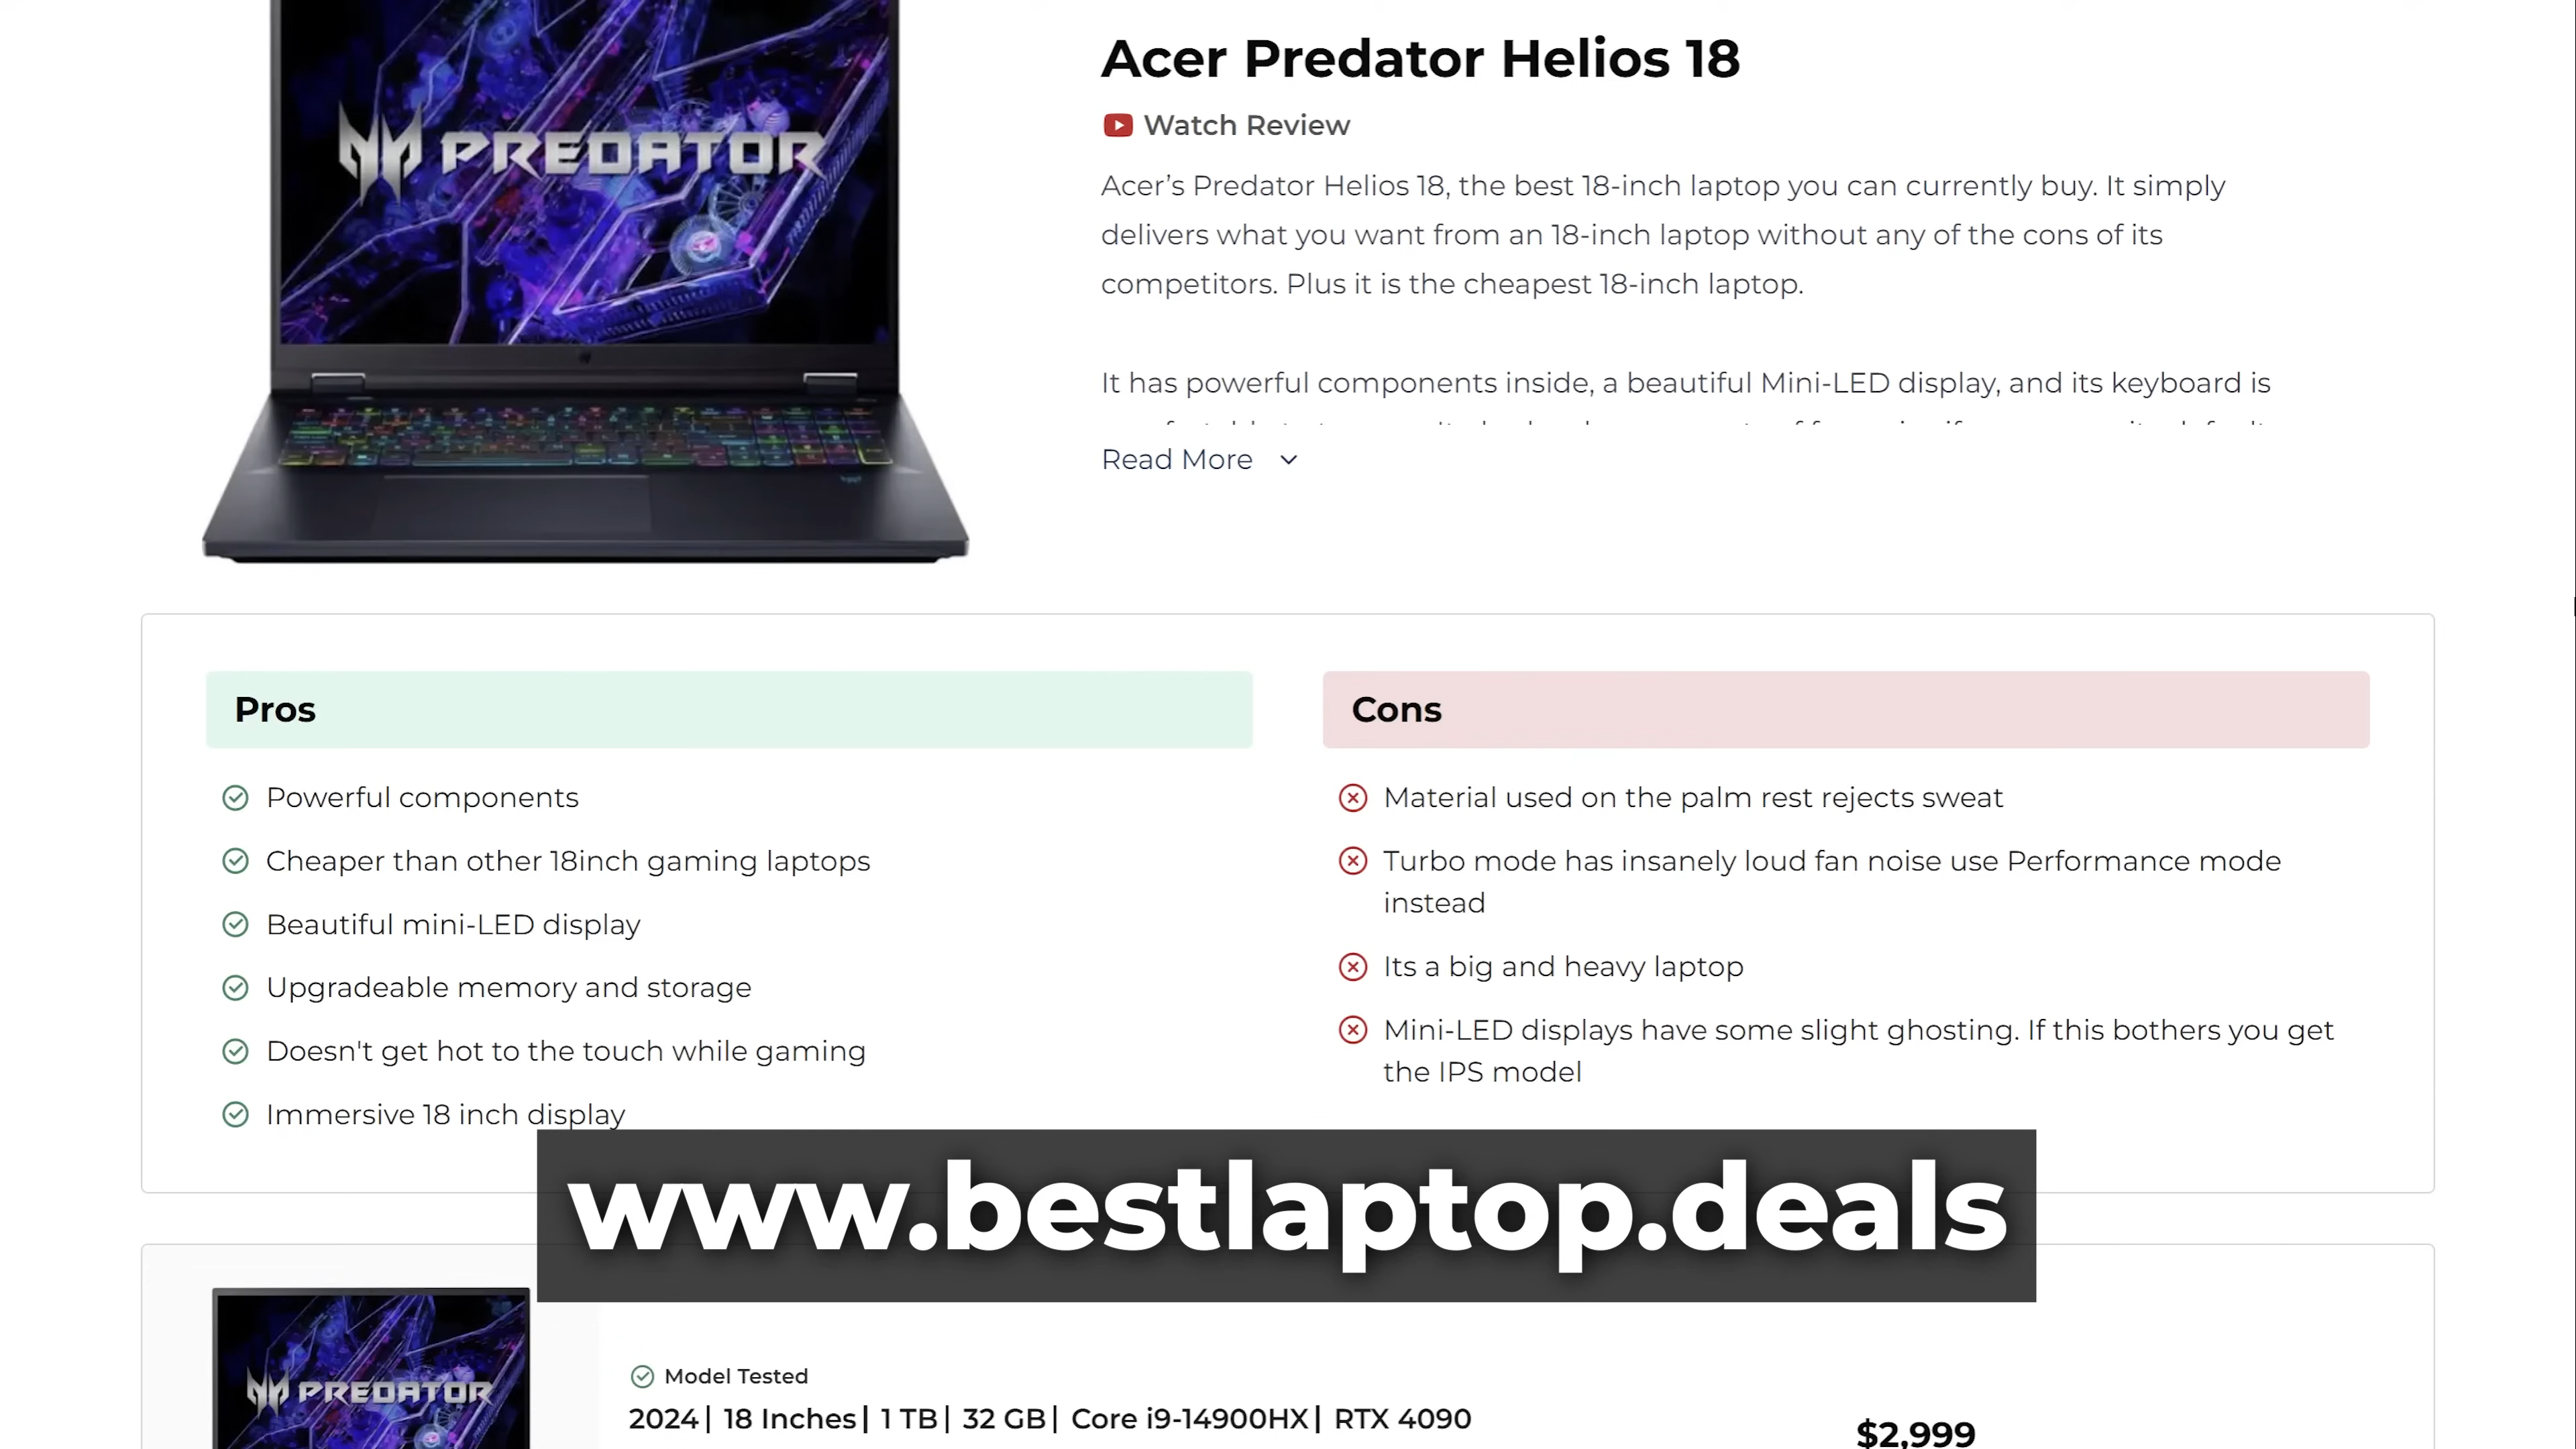 PREDATOR
Acer Predator Helios 18
Watch Review
Acer’s Predator Helios 18, the best 18-inch laptop you can currently buy. It simply
delivers what you want from an 18-inch laptop without any of the cons of its
competitors. Plus it is the cheapest 18-inch laptop.
It has powerful components inside, a beautiful Mini-LED display, and its keyboard is
Read More
Pros
Powerful components
Cheaper than other 18inch gaming laptops
Beautiful mini-LED display
Upgradeable memory and storage
Doesn't get hot to the touch while gaming
Immersive 18 inch display
Cons
Material used on the palm rest rejects sweat
Turbo mode has insanely loud fan noise use Performance mode
instead
Its a big and heavy laptop
Mini-LED displays have some slight ghosting. If this bothers you get
the IPS model
www.bestlaptop.deals
PREDATOR
Model Tested
2024| 18 Inches| 1 TB| 32 GB| Core i9-14900HX| RTX 4090
$2,999